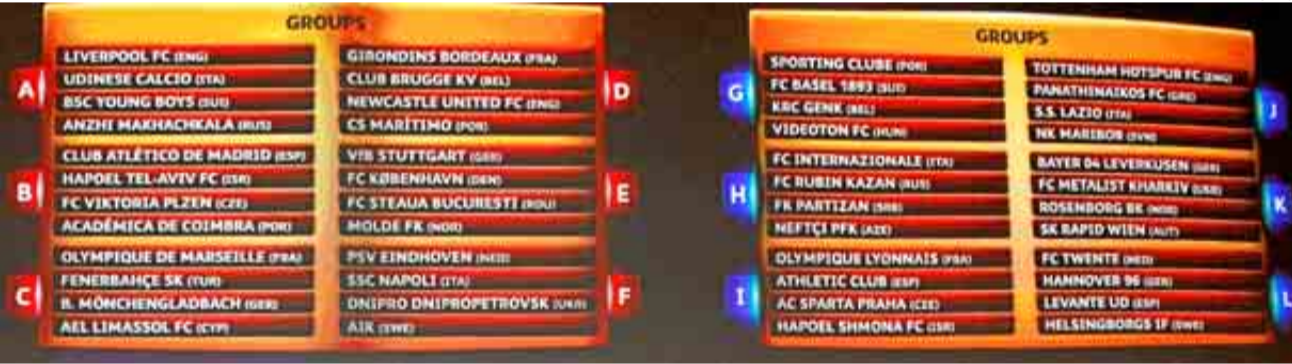 GROUPS
A
LIVERPOOL FC (ENG)
UDINESE CALCIO (ITA)
BSC YOUNG BOYS (SUI)
ANZHI MAKHACHKALA (RUS)
B
CLUB ATLÉTICO DE MADRID (ESP)
HAPOEL TEL-AVIV FC (ISR)
FC VIKTORIA PLZEN (CZE)
ACADÉMICA DE COIMBRA (POR)
C
OLYMPIQUE DE MARSEILLE (FRA)
FENERBAHÇE SK (TUR)
B. MÖNCHENGLADBACH (GER)
AEL LIMASSOL FC (CYP)
D
GIRONDINS BORDEAUX (FRA)
CLUB BRUGGE KV (BEL)
NEWCASTLE UNITED FC (ENG)
CS MARÍTIMO (POR)
E
VfB STUTTGART (GER)
FC KØBENHAVN (DEN)
FC STEAUA BUCURESTI (ROU)
MOLDE FK (NOR)
F
PSV EINDHOVEN (NED)
SSC NAPOLI (ITA)
DNIPRO DNIPROPETROVSK (UKR)
AIK (SWE)
GROUPS
G
SPORTING CLUBE (POR)
FC BASEL 1893 (SUI)
KRC GENK (BEL)
VIDEOTON FC (HUN)
H
FC INTERNAZIONALE (ITA)
FC RUBIN KAZAN (RUS)
FK PARTIZAN (SRB)
NEFTÇI PFK (AZE)
I
OLYMPIQUE LYONNAIS (FRA)
ATHLETIC CLUB (ESP)
AC SPARTA PRAHA (CZE)
HAPOEL SHMONA FC (ISR)
J
TOTTENHAM HOTSPUR FC (ENG)
PANATHINAIKOS FC (GRE)
S.S. LAZIO (ITA)
NK MARIBOR (SVN)
K
BAYER 04 LEVERKUSEN (GER)
FC METALIST KHARKIV (UKR)
ROSENBORG BK (NOR)
SK RAPID WIEN (AUT)
L
FC TWENTE (NED)
HANNOVER 96 (GER)
LEVANTE UD (ESP)
HELSINGBORGS IF (SWE)